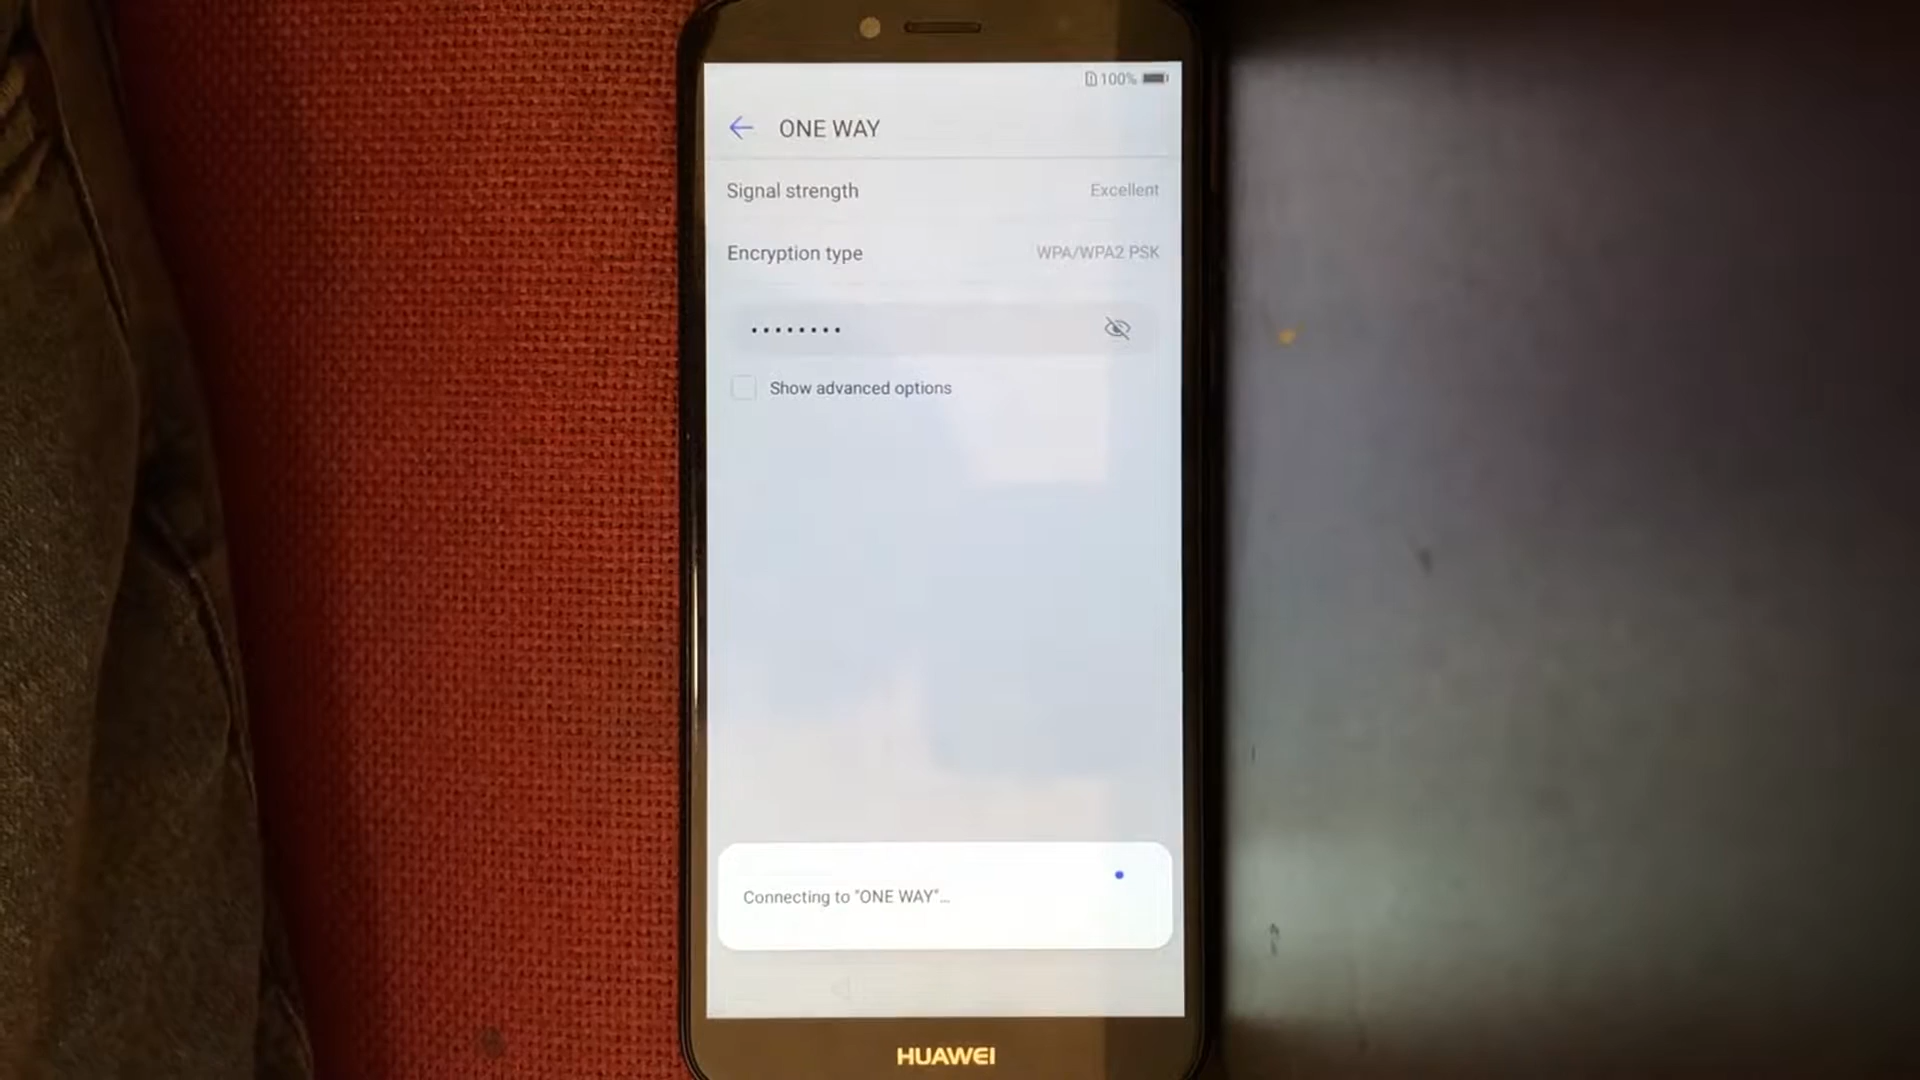 100%
ONE WAY
Signal strength Excellent
Encryption type WPA/WPA2 PSK
••••••••
Show advanced options
Connecting to "ONE WAY"...
HUAWEI